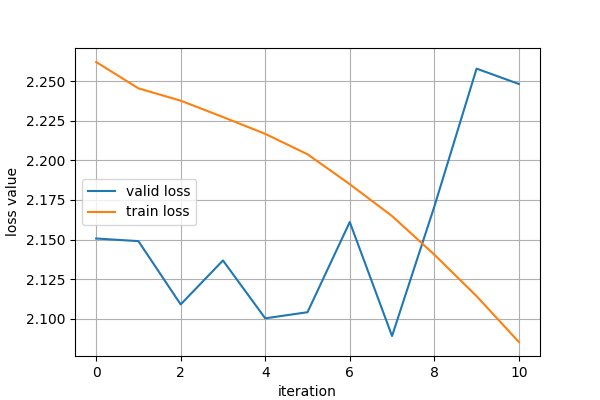 2.250
2.225
2.200
2.175
2.150
2.125
2.100
loss value
valid loss
train loss
0 2 4 6 8 10
iteration